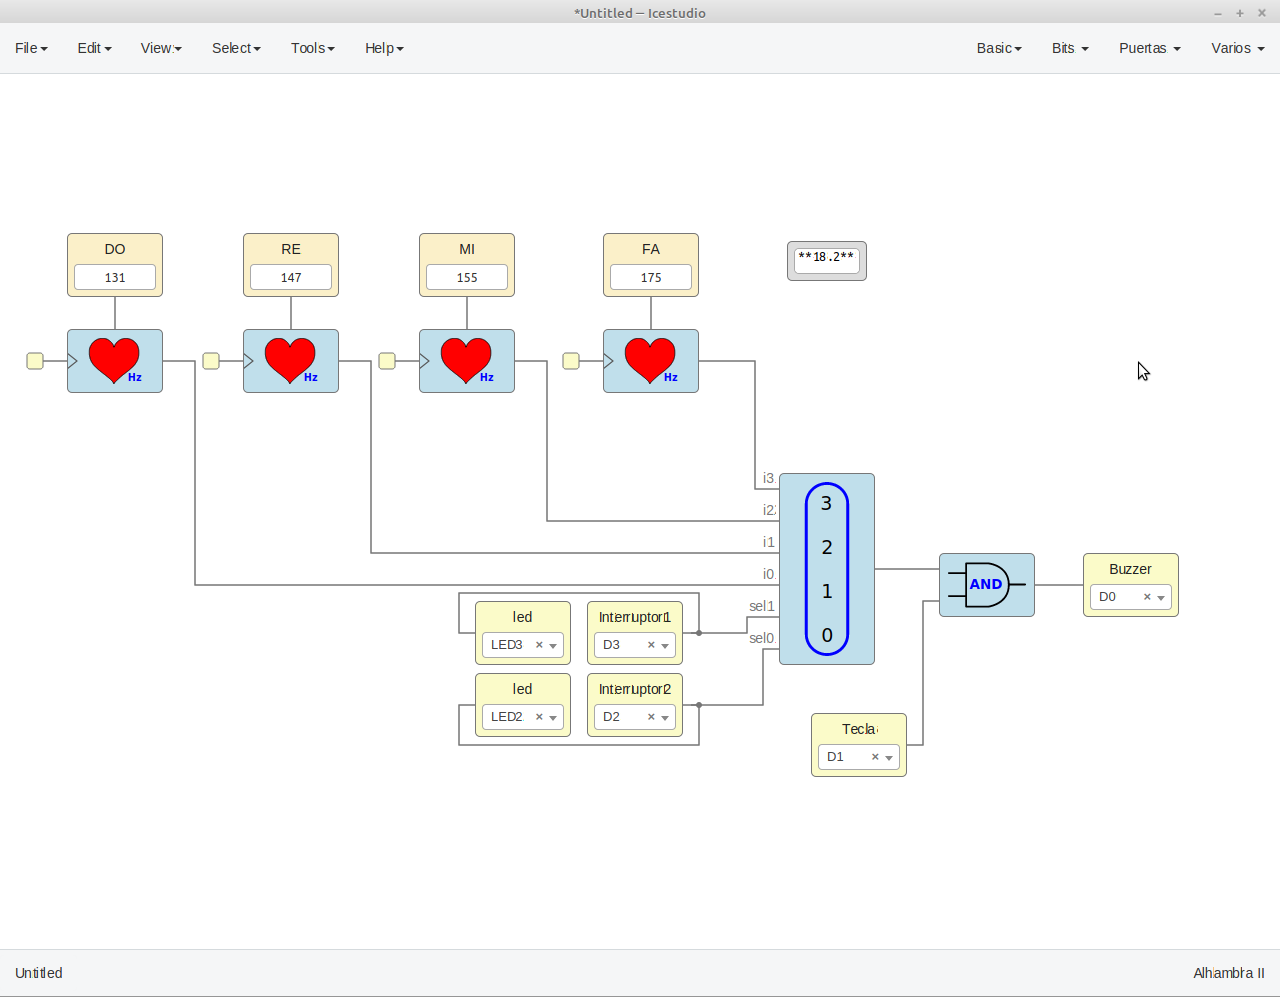 *Untitled – Icestudio
File Edit View Select Tools Help Basic Bits Puertas Varios
DO RE MI FA
131 147 155 175 **18.2**
Hz Hz Hz Hz
i3
3
i2
2
i1
i0
AND
Buzzer
D0
1
sel1
led Interruptor1
LED3 D3
sel0
0
led Interruptor2
LED2 D2
Tecla
D1
Untitled Alhambra II